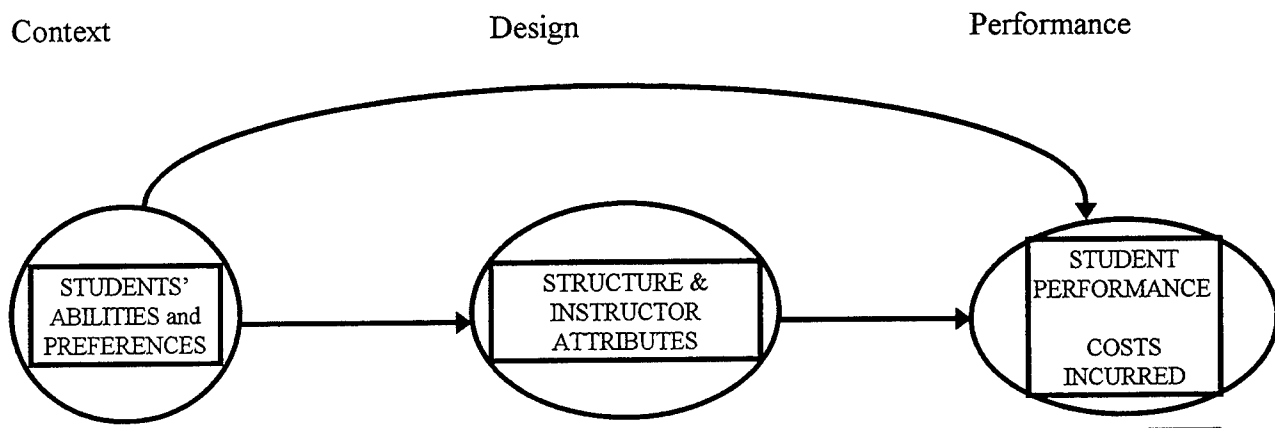 Context Design Performance
STUDENTS’
ABILITIES and
PREFERENCES
STRUCTURE &
INSTRUCTOR
ATTRIBUTES
STUDENT
PERFORMANCE
COSTS
INCURRED